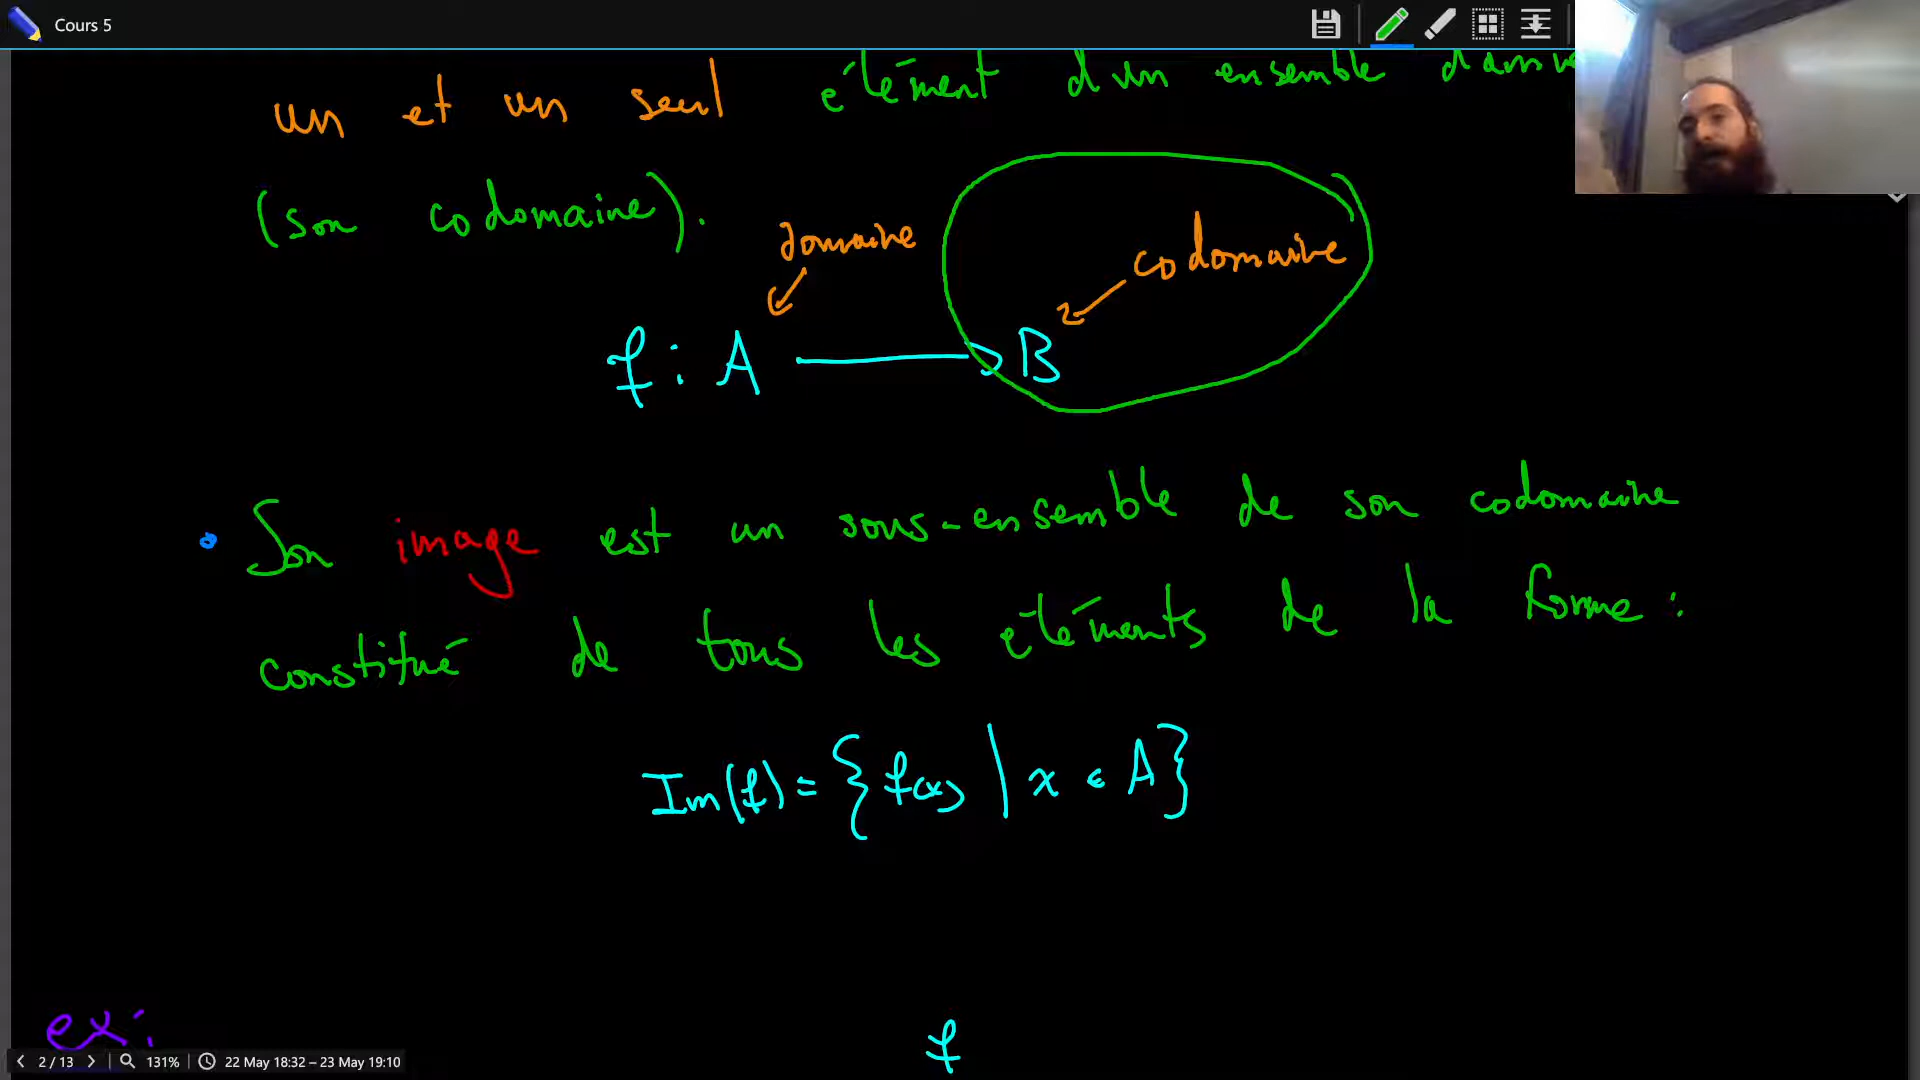 Cours 5
un et un seul élément d'un ensemble
(son codomaine).
domaine
codomaine
f : A → B
• Son image est un sous-ensemble de son codomaine
constitué de tous les éléments de la forme :
Im(f) = { f(x) | x ∈ A }
ex:
f
2 / 13 131% 22 May 18:32 – 23 May 19:10